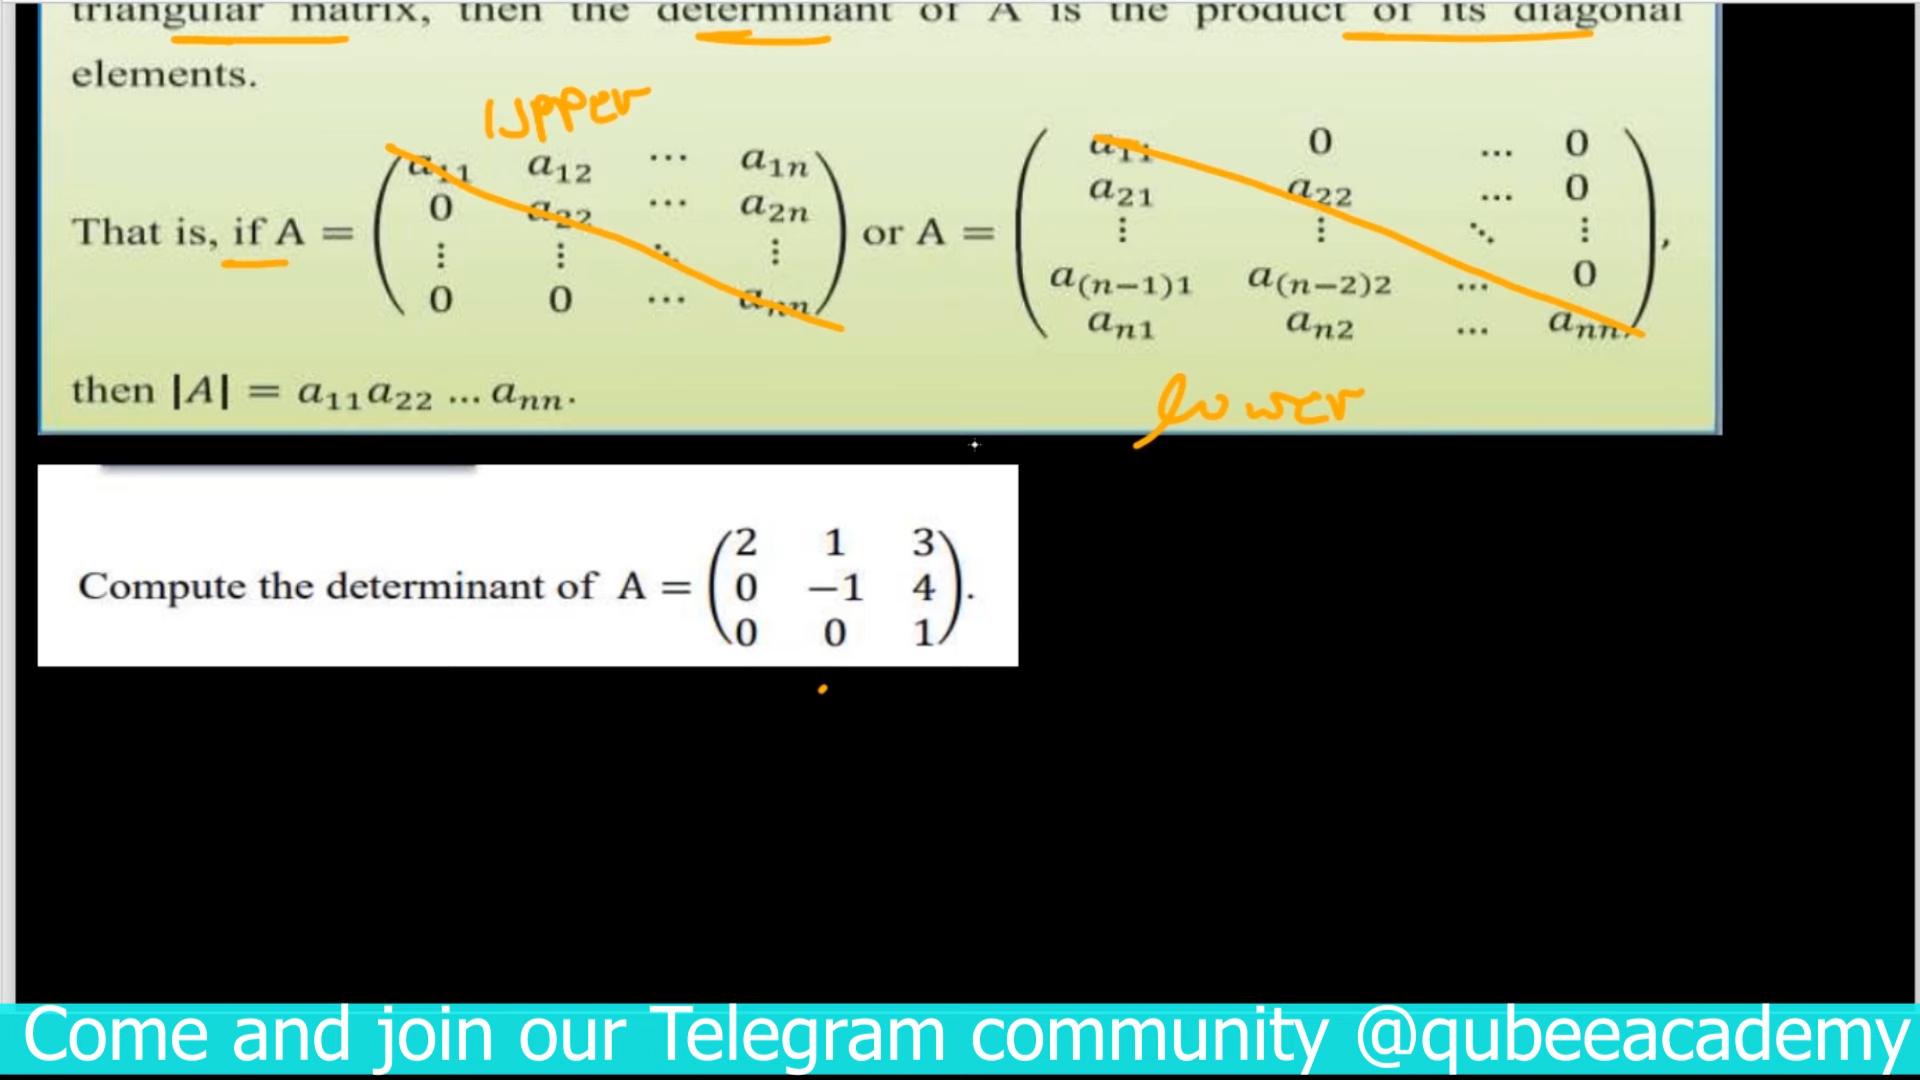 triangular matrix, then the determinant of A is the product of its diagonal
elements.
Upper
That is, if A = ( a11 a12 ⋯ a1n
0 a22 ⋯ a2n
⋮ ⋮ ⋱ ⋮
0 0 ⋯ ann ) or A = ( a11 0 … 0
a21 a22 … 0
⋮ ⋮ ⋱ ⋮
a(n−1)1 a(n−2)2 … 0
an1 an2 … ann ),
then |A| = a11a22 … ann.
lower
Compute the determinant of A = ( 2 1 3
0 −1 4
0 0 1 ).
Come and join our Telegram community @qubeeacademy